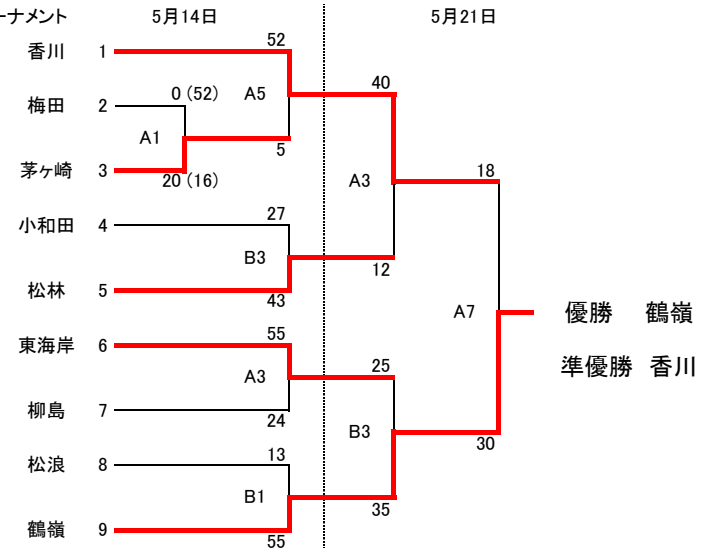 ーナメント 5月14日 5月21日
香川 1 52
40
梅田 2 0 (52) A5
A1
5
茅ヶ崎 3 20 (16) A3 18
小和田 4 27
B3 12
松林 5 43
A7 優勝 鶴嶺
東海岸 6 55
25 準優勝 香川
A3
柳島 7 24
B3 30
松浪 8 13
B1 35
鶴嶺 9 55